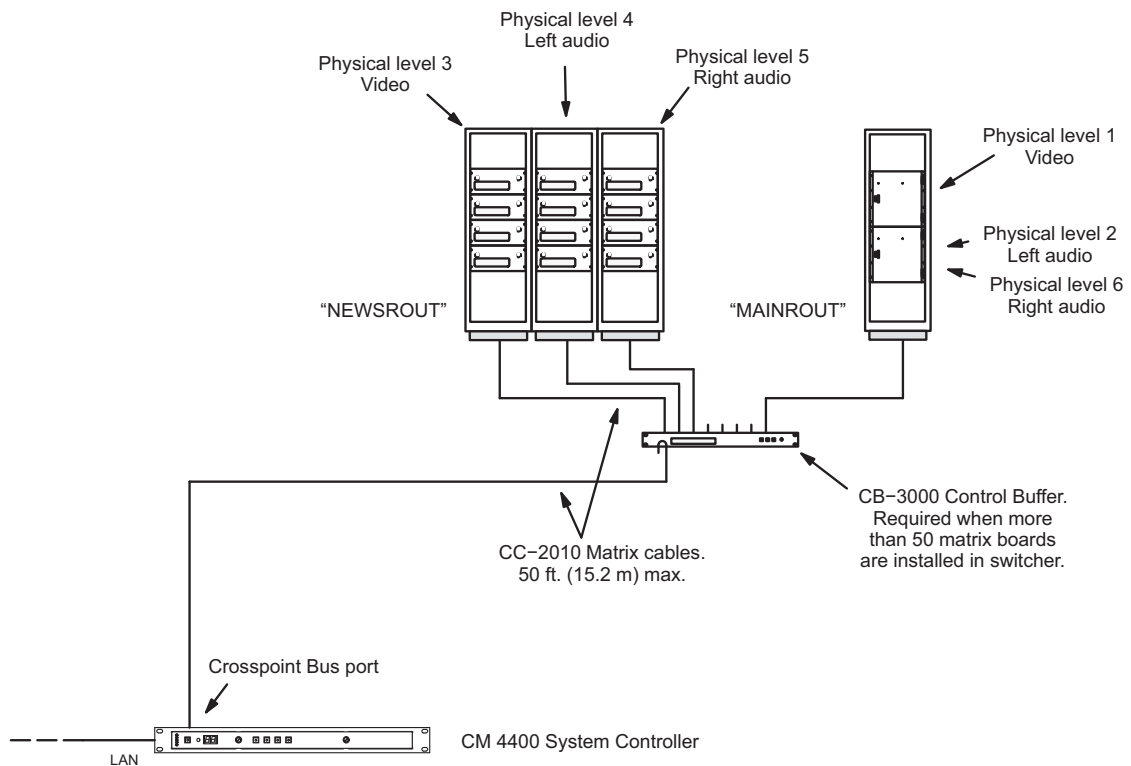 Physical level 4
Left audio
Physical level 3
Video
Physical level 5
Right audio
Physical level 1
Video
Physical level 2
Left audio
Physical level 6
Right audio
“NEWSROUT”
“MAINROUT”
CB−3000 Control Buffer.
Required when more
than 50 matrix boards
are installed in switcher.
CC−2010 Matrix cables.
50 ft. (15.2 m) max.
Crosspoint Bus port
CM 4400 System Controller
LAN